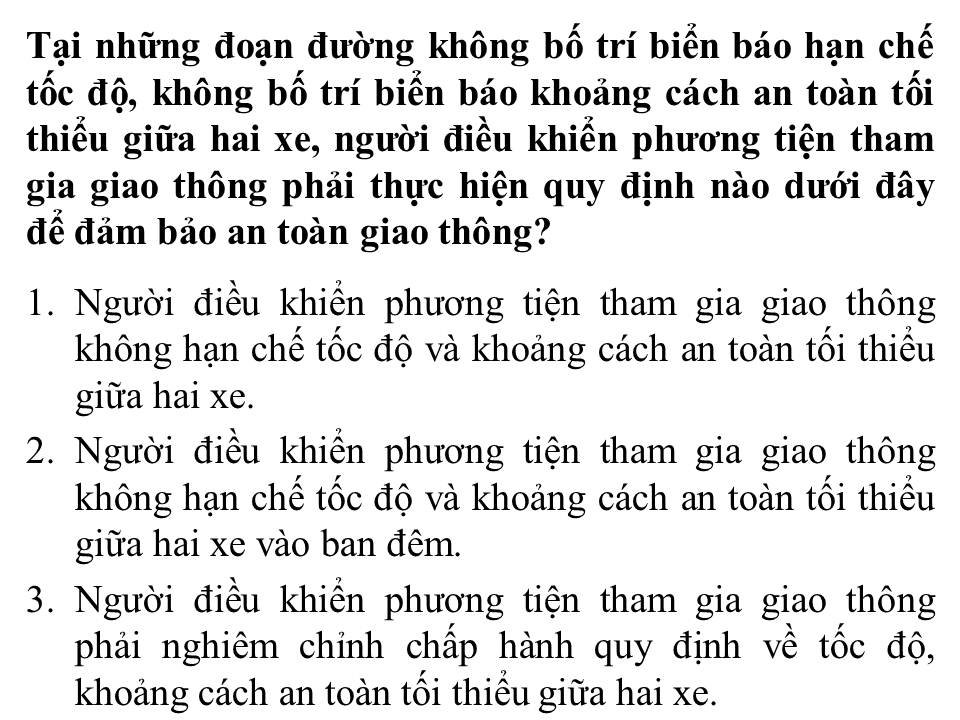 Tại những đoạn đường không bố trí biển báo hạn chế
tốc độ, không bố trí biển báo khoảng cách an toàn tối
thiểu giữa hai xe, người điều khiển phương tiện tham
gia giao thông phải thực hiện quy định nào dưới đây
để đảm bảo an toàn giao thông?
1. Người điều khiển phương tiện tham gia giao thông
không hạn chế tốc độ và khoảng cách an toàn tối thiểu
giữa hai xe.
2. Người điều khiển phương tiện tham gia giao thông
không hạn chế tốc độ và khoảng cách an toàn tối thiểu
giữa hai xe vào ban đêm.
3. Người điều khiển phương tiện tham gia giao thông
phải nghiêm chỉnh chấp hành quy định về tốc độ,
khoảng cách an toàn tối thiểu giữa hai xe.